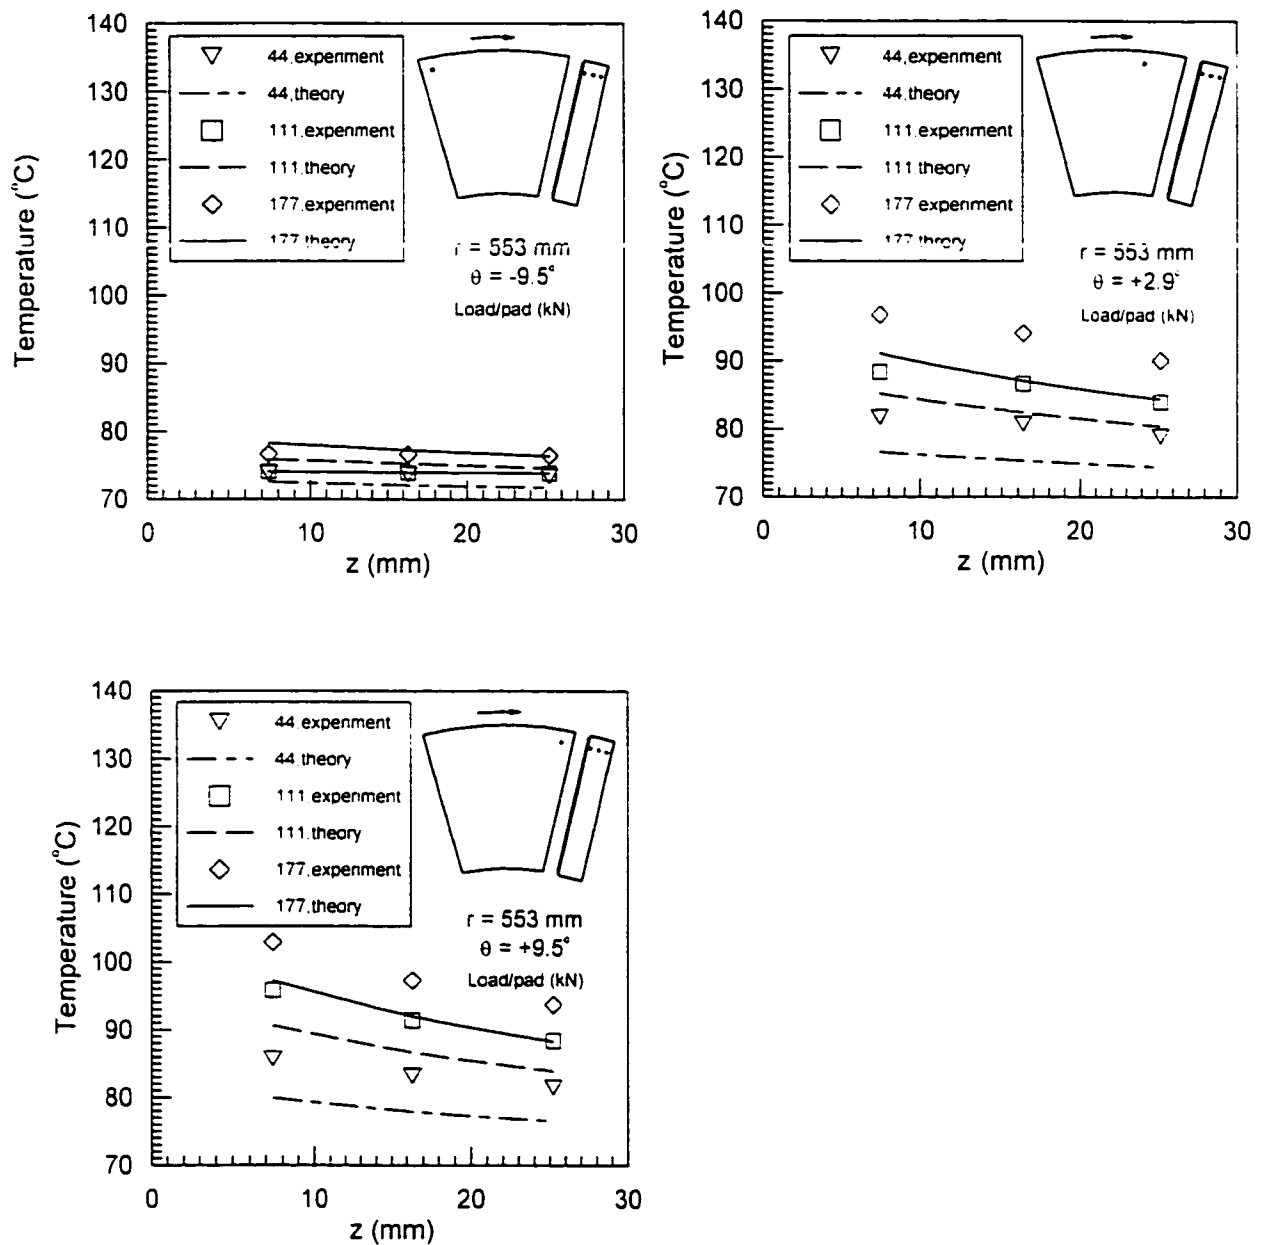 140
130
120
110
100
90
80
70
Temperature (°C)
44,experiment
44,theory
111,experiment
111,theory
177,experiment
177,theory
r = 553 mm
θ = -9.5°
Load/pad (kN)
0 10 20 30
z (mm)
140
130
120
110
100
90
80
70
Temperature (°C)
44,experiment
44,theory
111,experiment
111,theory
177,experiment
177,theory
r = 553 mm
θ = +2.9°
Load/pad (kN)
0 10 20 30
z (mm)
140
130
120
110
100
90
80
70
Temperature (°C)
44,experiment
44,theory
111,experiment
111,theory
177,experiment
177,theory
r = 553 mm
θ = +9.5°
Load/pad (kN)
0 10 20 30
z (mm)